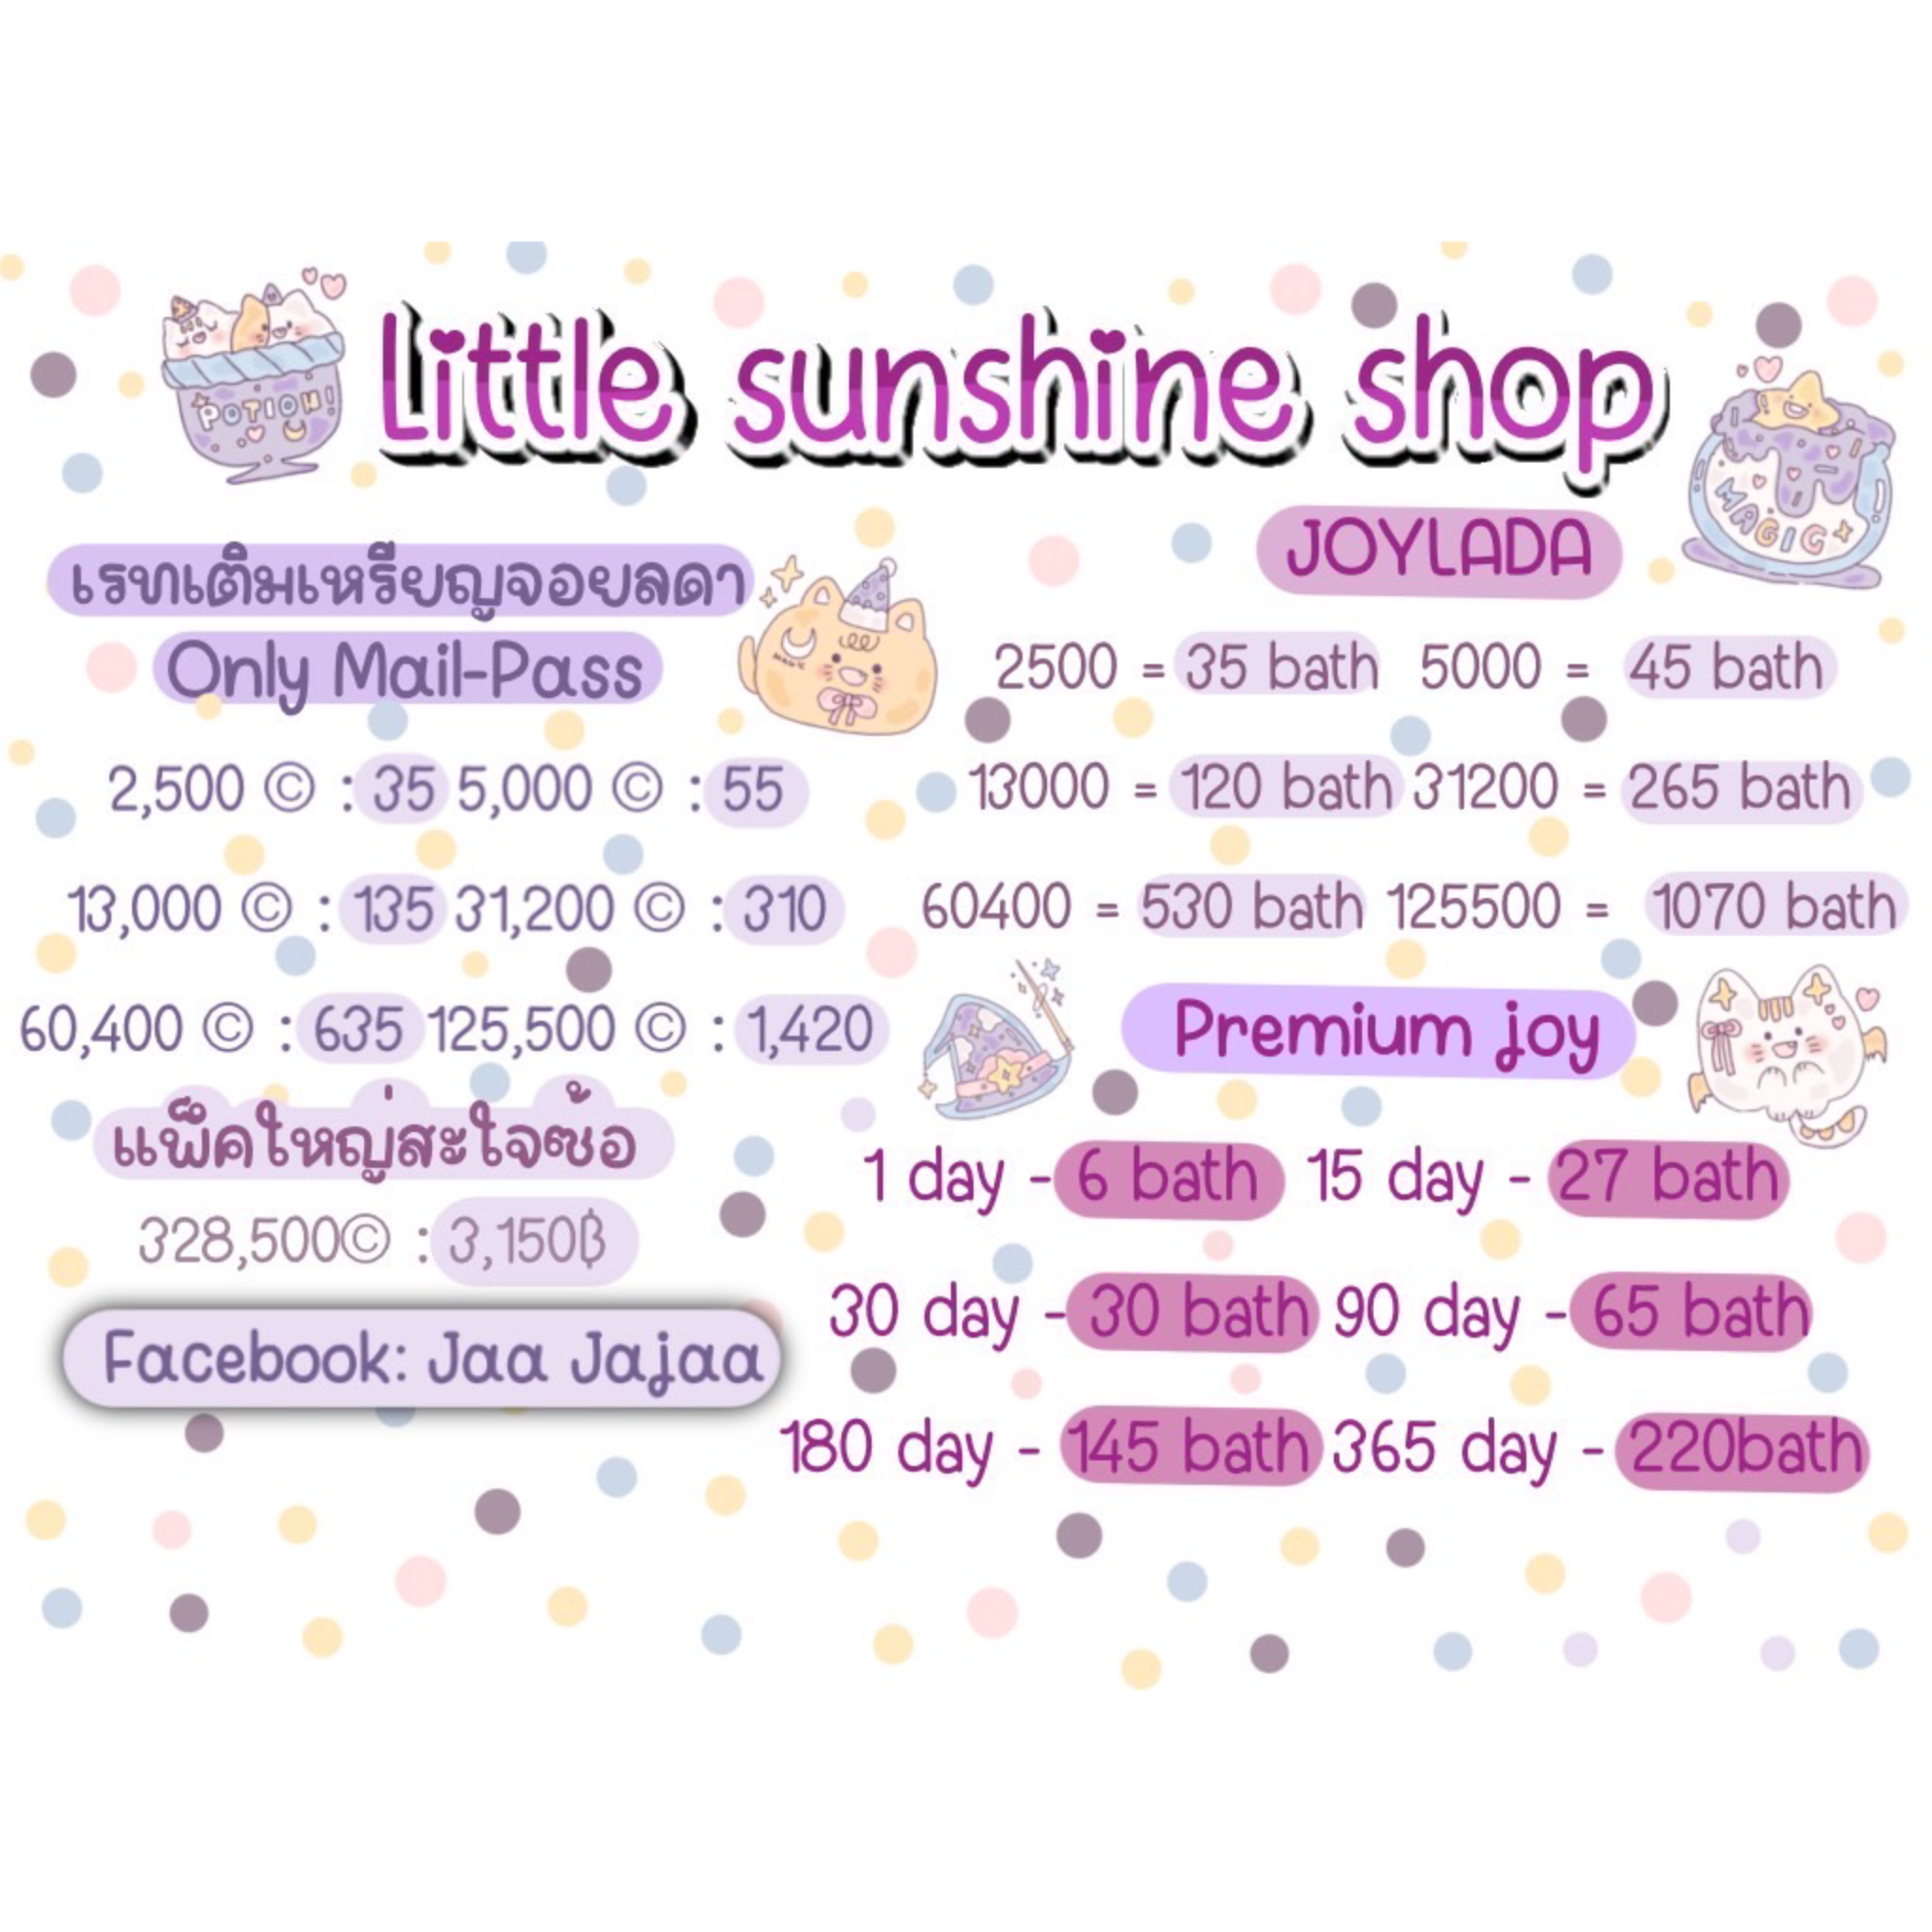 Little sunshine shop
POTION!
MAGIC
เรทเติมเหรียญจอยลดา
Only Mail-Pass
MAGIC
2,500 © : 35 5,000 © : 55
13,000 © : 135 31,200 © : 310
60,400 © : 635 125,500 © : 1,420
แพ็คใหญ่สะใจซ้อ
328,500© : 3,150฿
Facebook: Jaa Jajaa
JOYLADA
2500 = 35 bath 5000 = 45 bath
13000 = 120 bath 31200 = 265 bath
60400 = 530 bath 125500 = 1070 bath
Premium joy
1 day - 6 bath 15 day - 27 bath
30 day - 30 bath 90 day - 65 bath
180 day - 145 bath 365 day - 220bath